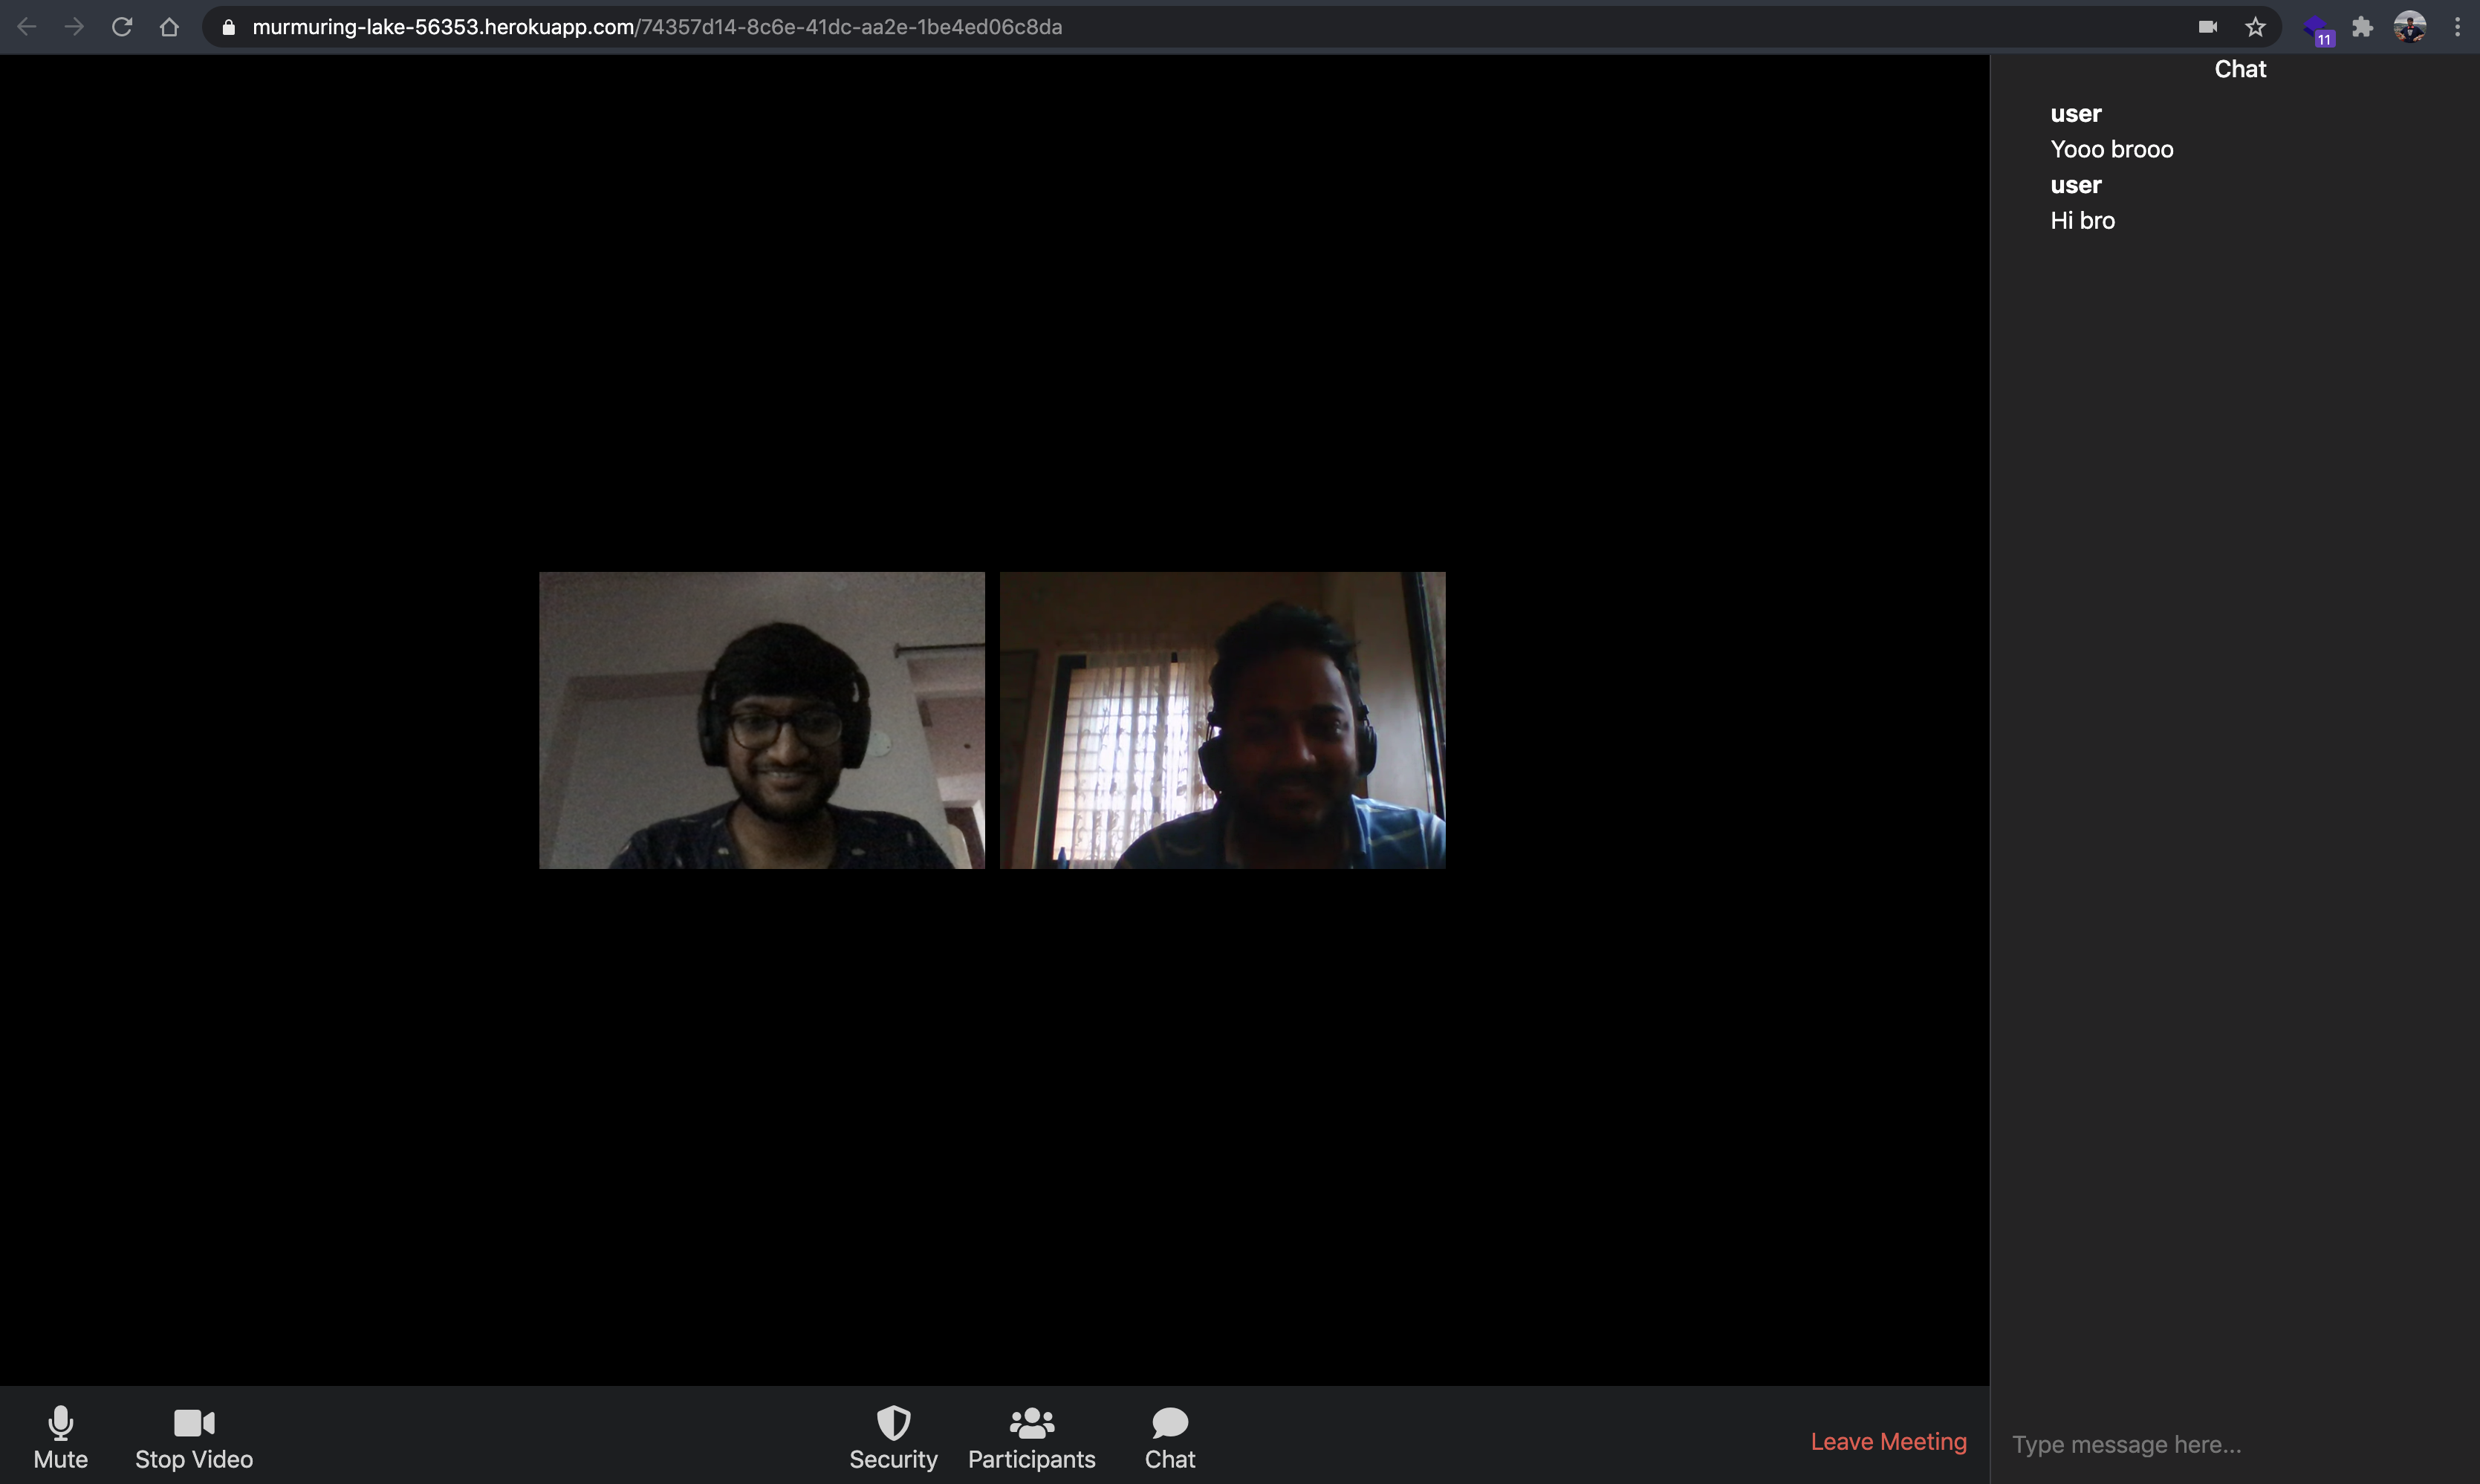 murmuring-lake-56353.herokuapp.com/74357d14-8c6e-41dc-aa2e-1be4ed06c8da
11
Chat
user
Yooo brooo
user
Hi bro
Mute
Stop Video
Security
Participants
Chat
Leave Meeting
Type message here...